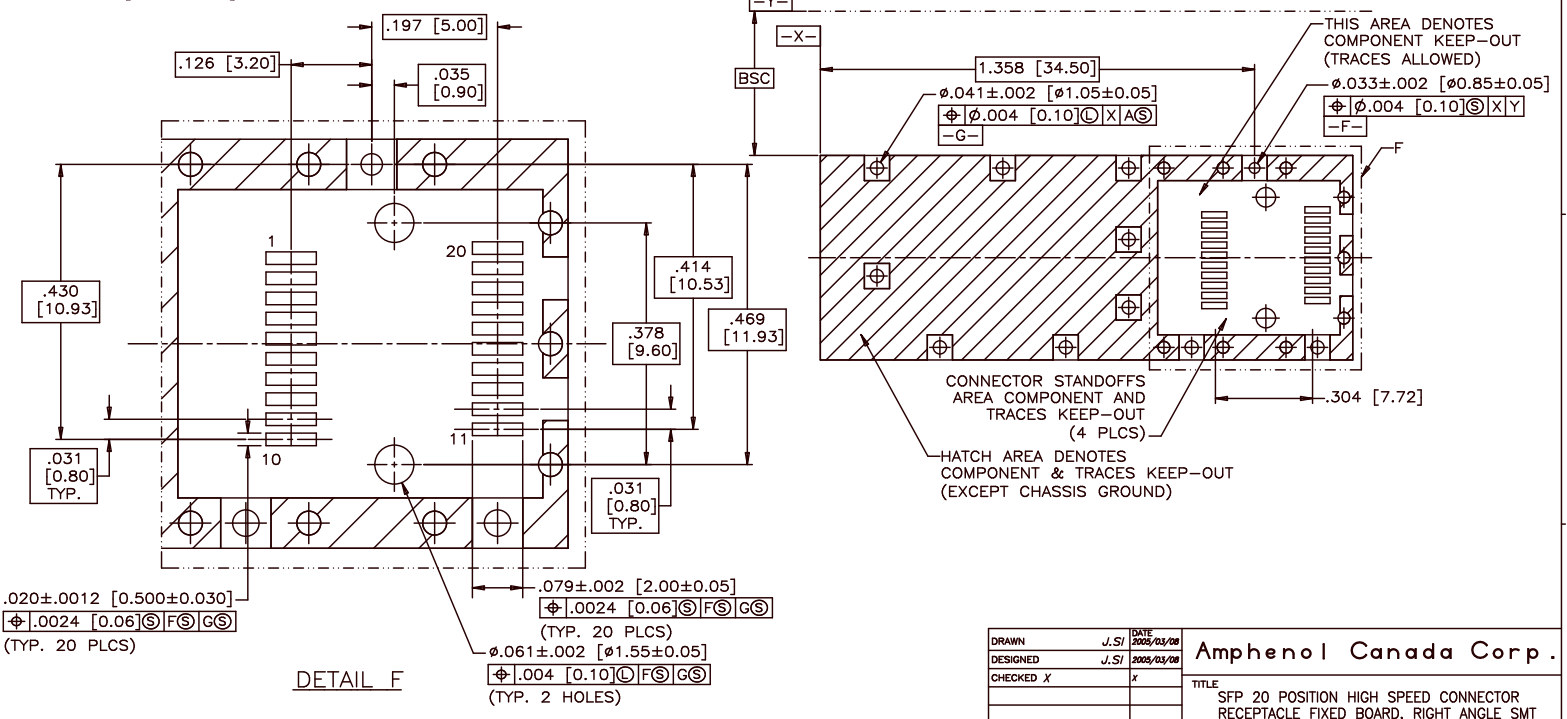 .197 [5.00]
.126 [3.20]
.035
[0.90]
1
20
.430
[10.93]
.414
[10.53]
.378
[9.60]
.469
[11.93]
11
10
.031
[0.80]
TYP.
.031
[0.80]
TYP.
.020±.0012 [0.500±0.030]
⌖ .0024 [0.06]Ⓢ FⓈ GⓈ
(TYP. 20 PLCS)
.079±.002 [2.00±0.05]
⌖ .0024 [0.06]Ⓢ FⓈ GⓈ
(TYP. 20 PLCS)
ø.061±.002 [ø1.55±0.05]
⌖ .004 [0.10]Ⓛ FⓈ GⓈ
(TYP. 2 HOLES)
DETAIL F
-Y-
-X-
BSC
1.358 [34.50]
THIS AREA DENOTES
COMPONENT KEEP-OUT
(TRACES ALLOWED)
ø.041±.002 [ø1.05±0.05]
⌖ ø.004 [0.10]Ⓛ X AⓈ
-G-
ø.033±.002 [ø0.85±0.05]
⌖ ø.004 [0.10]Ⓢ X Y
-F-
F
CONNECTOR STANDOFFS
AREA COMPONENT AND
TRACES KEEP-OUT
(4 PLCS)
.304 [7.72]
HATCH AREA DENOTES
COMPONENT & TRACES KEEP-OUT
(EXCEPT CHASSIS GROUND)
DRAWN J.SI DATE 2005/03/08
DESIGNED J.SI 2005/03/08
CHECKED X X
Amphenol Canada Corp.
TITLE
SFP 20 POSITION HIGH SPEED CONNECTOR
RECEPTACLE FIXED BOARD, RIGHT ANGLE SMT